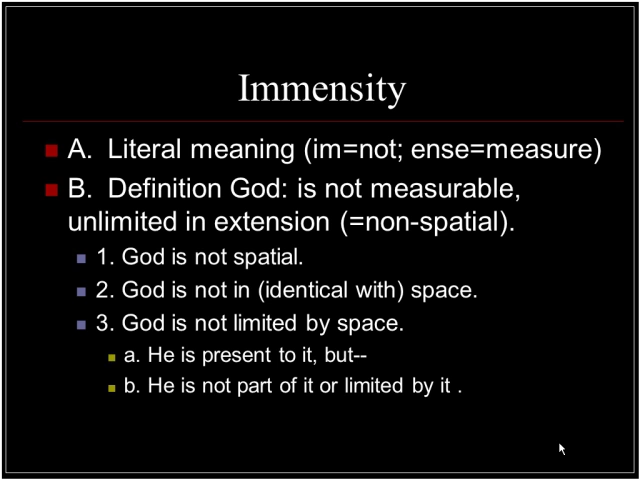 Immensity
A. Literal meaning (im=not; ense=measure)
B. Definition God: is not measurable,
unlimited in extension (=non-spatial).
1. God is not spatial.
2. God is not in (identical with) space.
3. God is not limited by space.
a. He is present to it, but--
b. He is not part of it or limited by it .